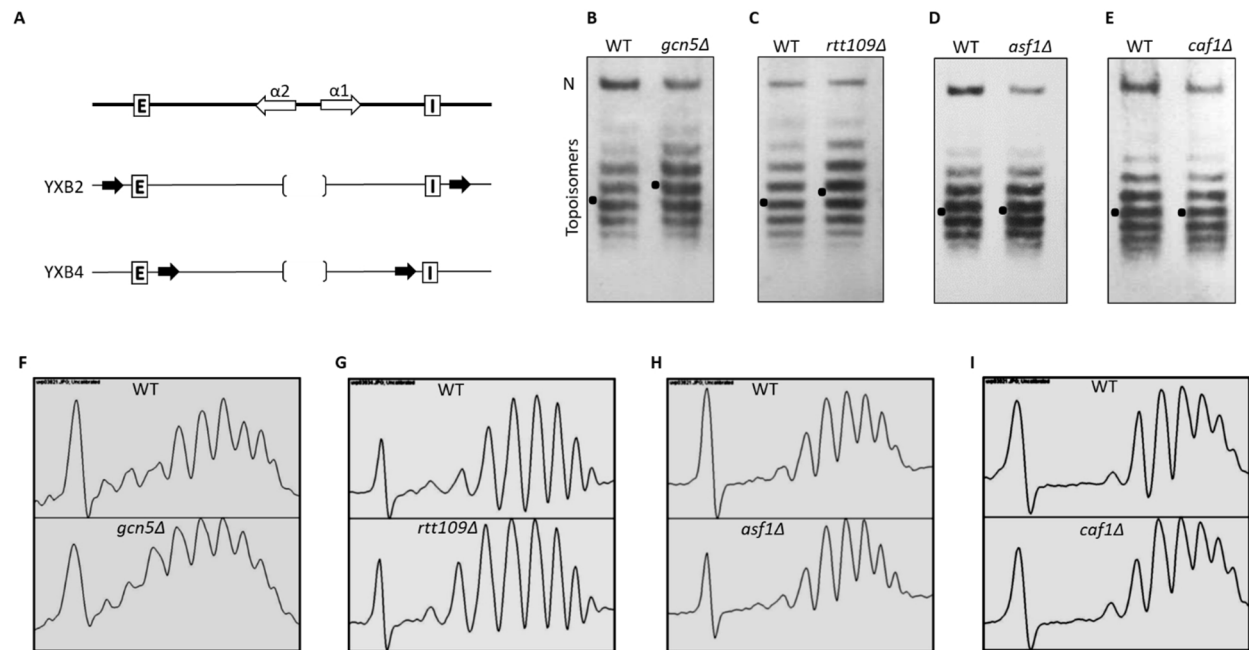 A
B
C
D
E
WT gcn5Δ
WT rtt109Δ
WT asf1Δ
WT caf1Δ
α2 α1
E I
YXB2 E I
YXB4 E I
N
Topoisomers
F
G
H
I
WT
WT
WT
WT
gcn5Δ
rtt109Δ
asf1Δ
caf1Δ